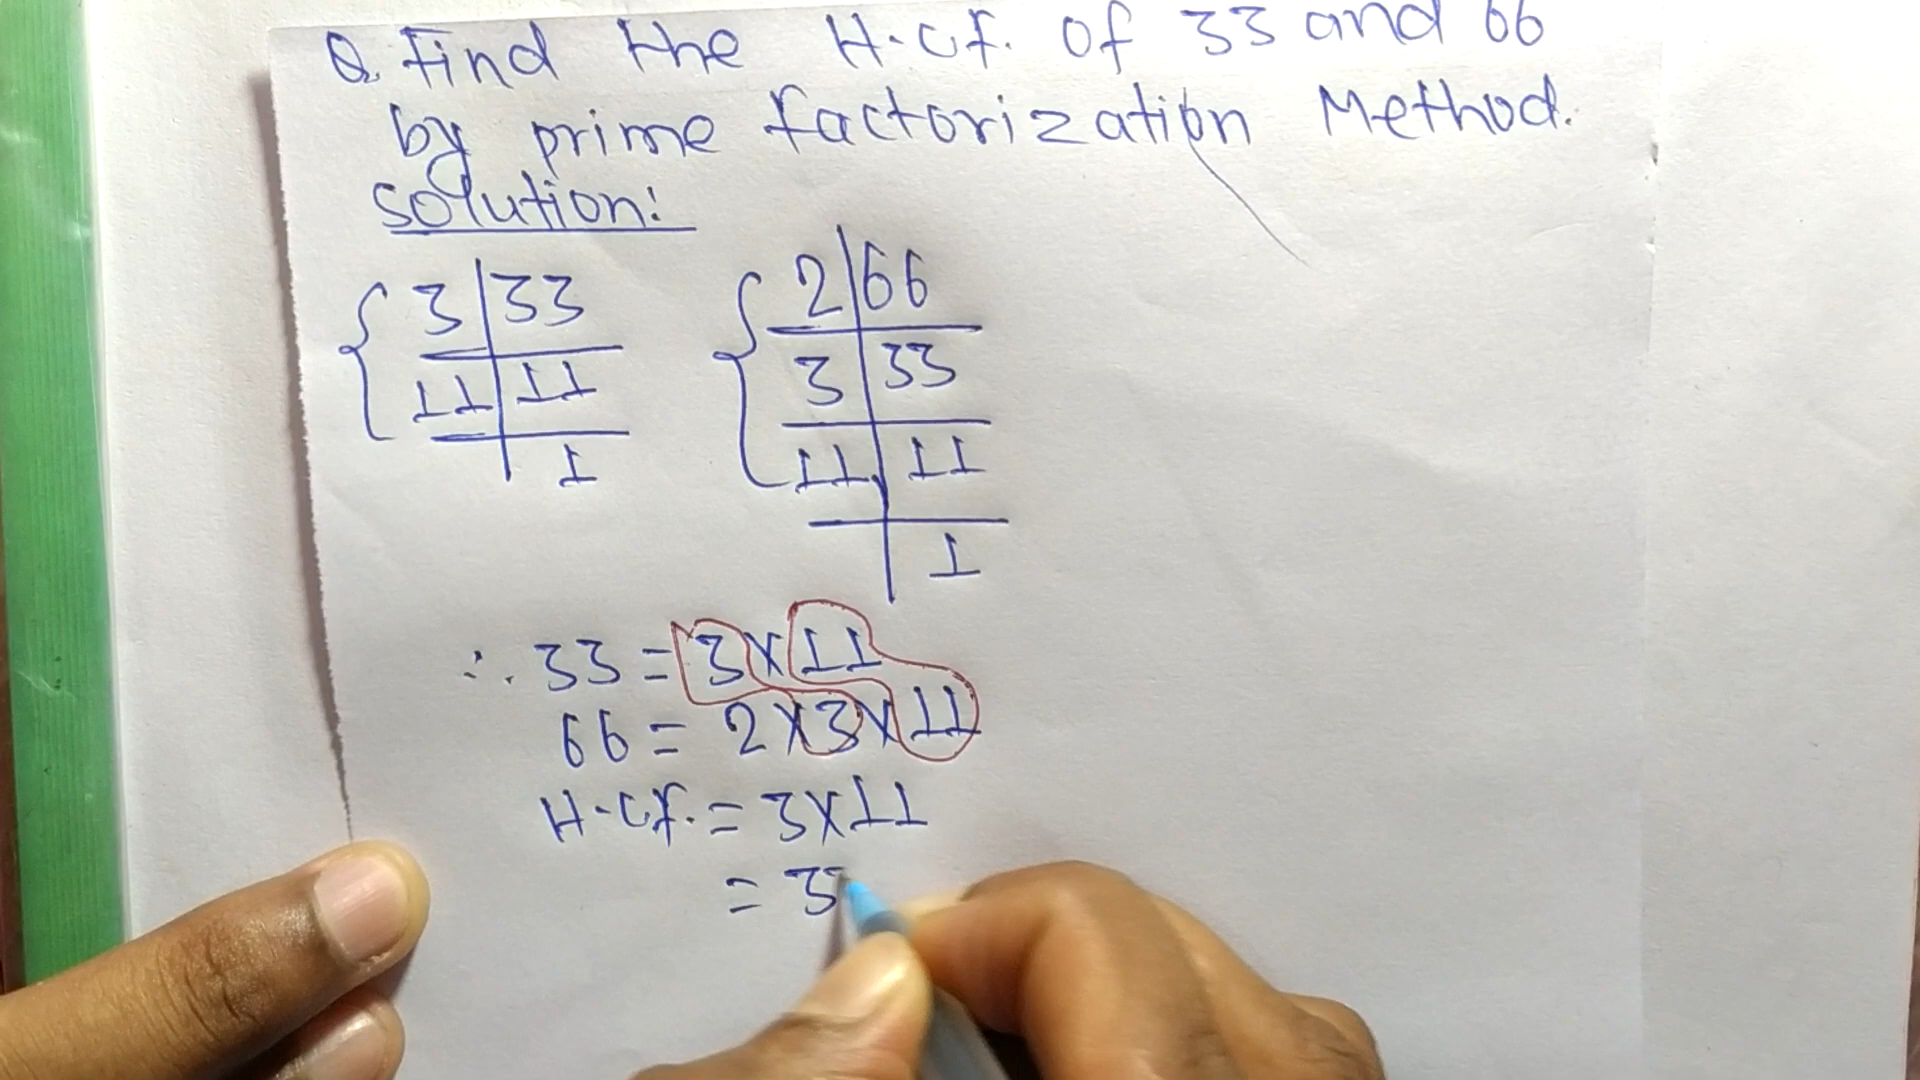 Q. Find the H.C.F. of 33 and 66
by prime factorization Method.
Solution:
3 | 33
11 | 11
1
2 | 66
3 | 33
11 | 11
1
∴ 33 = 3 x 11
66 = 2 x 3 x 11
H.C.F. = 3 x 11
= 33